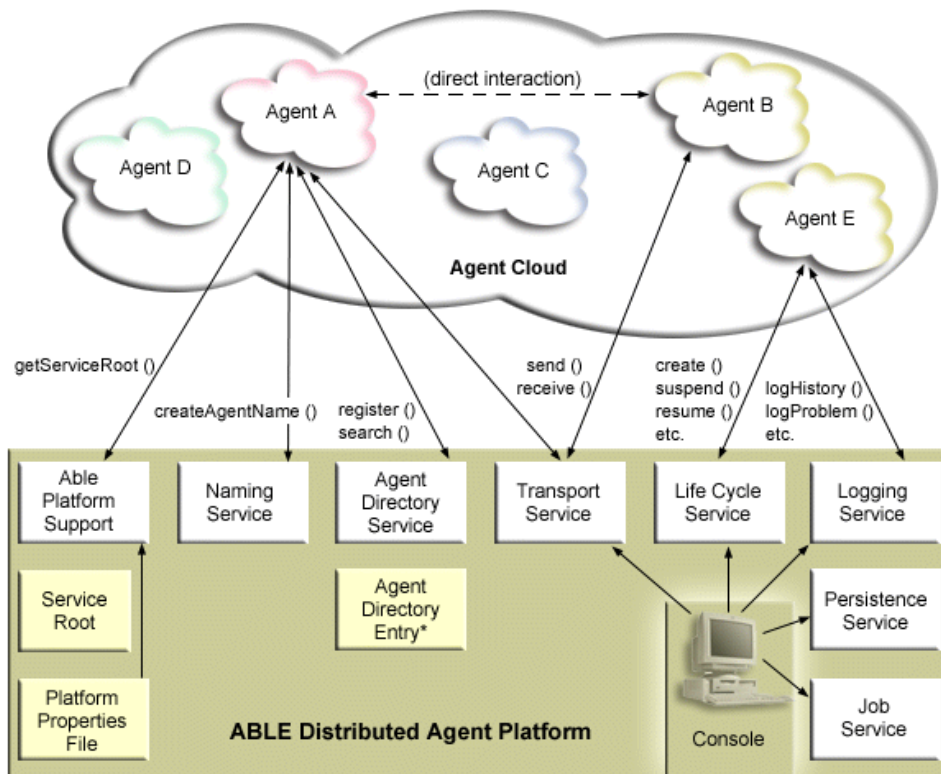 (direct interaction)
Agent A
Agent B
Agent D
Agent C
Agent E
Agent Cloud
getServiceRoot ()
createAgentName ()
register ()
search ()
send ()
receive ()
create ()
suspend ()
resume ()
etc.
logHistory ()
logProblem ()
etc.
Able
Platform
Support
Naming
Service
Agent
Directory
Service
Transport
Service
Life Cycle
Service
Logging
Service
Service
Root
Agent
Directory
Entry*
Persistence
Service
Platform
Properties
File
ABLE Distributed Agent Platform
Console
Job
Service